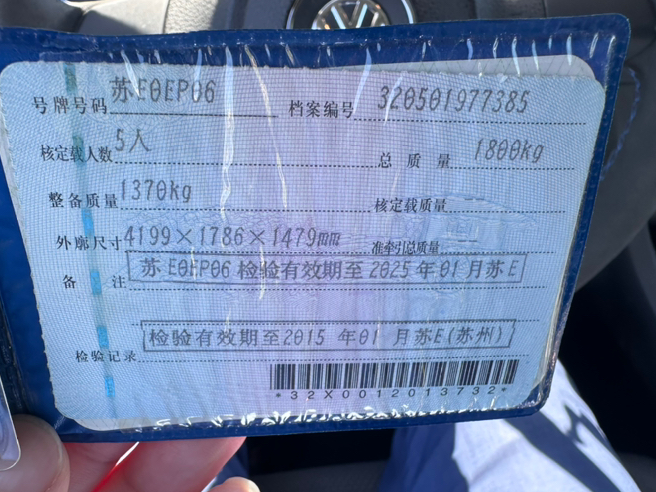 号牌号码 苏E0EP06 档案编号 320501977385
核定载人数 5人 总质量 1800kg
整备质量 1370kg 核定载质量
外廓尺寸 4199×1786×1479mm 准牵引总质量 --
备注 苏E0EP06 检验有效期至2025年01月苏E
检验有效期至2015 年01 月苏E(苏州)
检验记录
*32X0012013732*